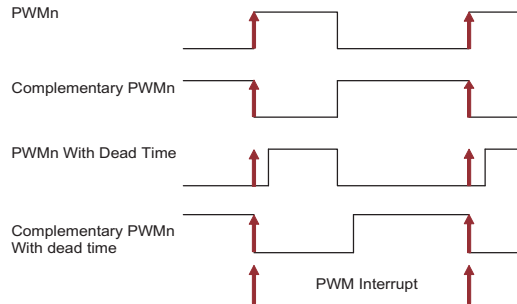 PWMn
Complementary PWMn
PWMn With Dead Time
Complementary PWMn
With dead time
PWM Interrupt